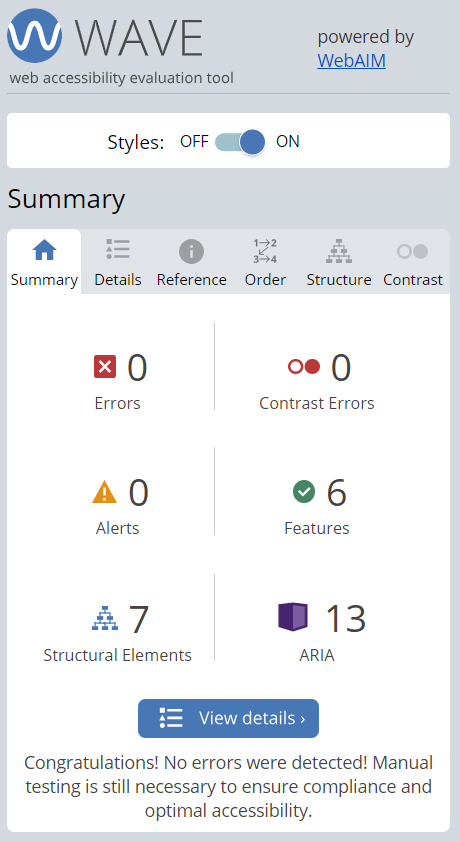 WAVE
web accessibility evaluation tool
powered by
WebAIM
Styles: OFF ON
Summary
Summary Details Reference Order Structure Contrast
1→2
3→4
0
Errors
0
Contrast Errors
0
Alerts
6
Features
7
Structural Elements
13
ARIA
View details ›
Congratulations! No errors were detected! Manual
testing is still necessary to ensure compliance and
optimal accessibility.